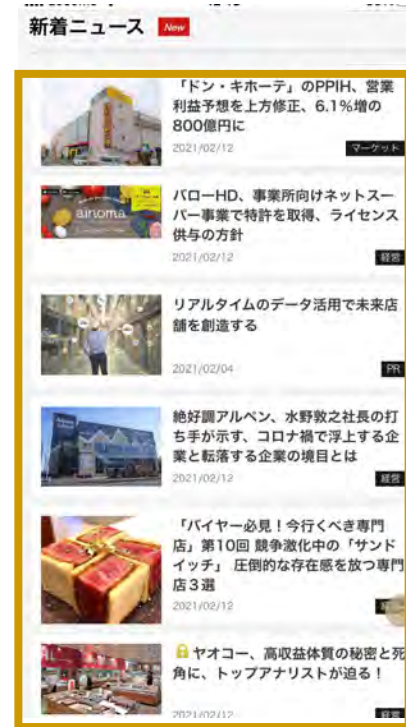 新着ニュース New
「ドン・キホーテ」のPPIH、営業
利益予想を上方修正、6.1％増の
800億円に
2021/02/12 マーケット
バローHD、事業所向けネットスー
パー事業で特許を取得、ライセンス
供与の方針
2021/02/12 経営
ainoma
リアルタイムのデータ活用で未来店
舗を創造する
2021/02/04 PR
絶好調アルペン、水野敦之社長の打
ち手が示す、コロナ禍で浮上する企
業と転落する企業の境目とは
2021/02/12 経営
「バイヤー必見！今行くべき専門
店」第10回 競争激化中の「サンド
イッチ」 圧倒的な存在感を放つ専門
店３選
2021/02/12
ヤオコー、高収益体質の秘密と死
角に、トップアナリストが迫る！
2021/02/12 経営